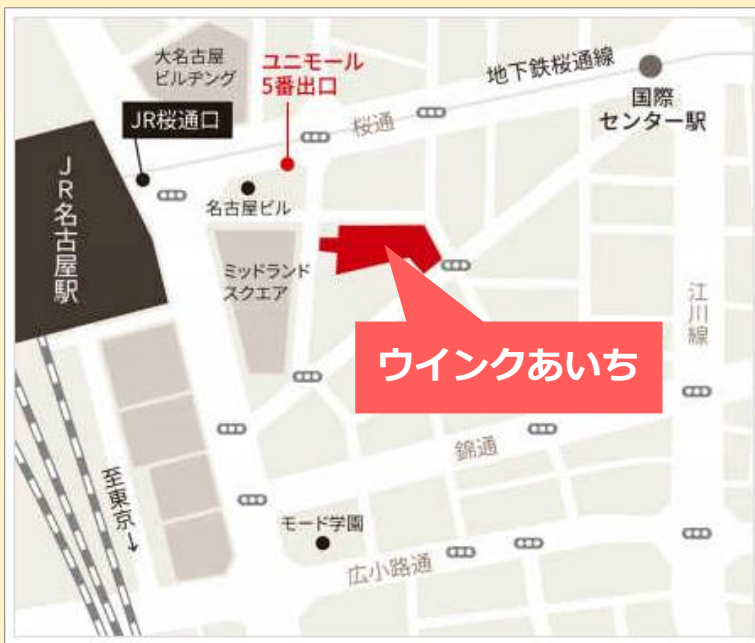 大名古屋
ビルヂング
ユニモール
5番出口
地下鉄桜通線
国際
センター駅
JR桜通口
桜通
JR名古屋駅
名古屋ビル
ミッドランド
スクエア
江川線
ウインクあいち
錦通
至東京→
モード学園
広小路通